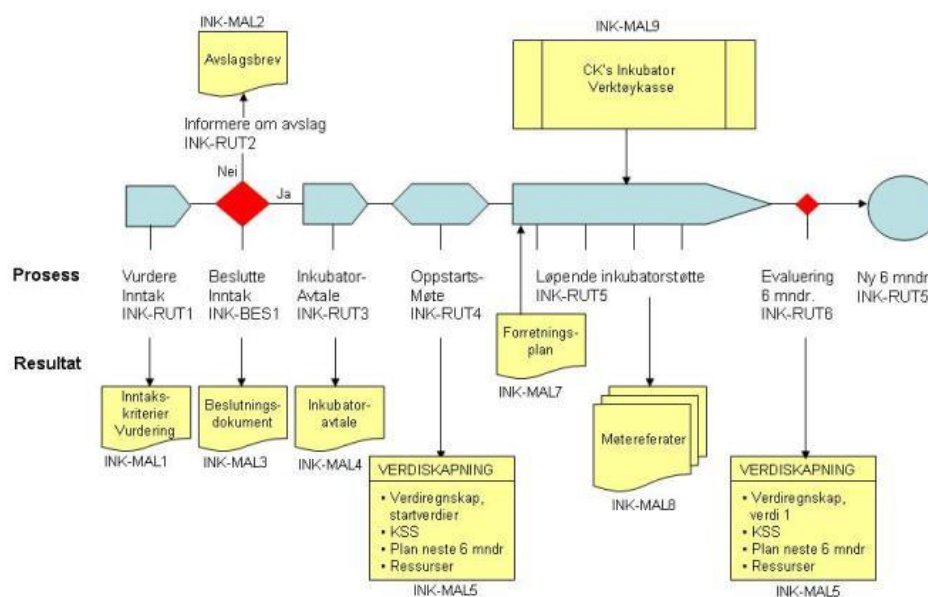 INK-MAL2
Avslagsbrev
INK-MAL9
CK's Inkubator
Verktøykasse
Informere om avslag
INK-RUT2
Nei
Ja
Prosess
Vurdere
Inntak
INK-RUT1
Beslutte
Inntak
INK-BES1
Inkubator-
Avtale
INK-RUT3
Oppstarts-
Møte
INK-RUT4
Løpende inkubatorstøtte
INK-RUT5
Evaluering
6 mndr.
INK-RUT6
Ny 6 mndr
INK-RUT5
Forretnings-
plan
INK-MAL7
Resultat
Inntaks-
kriterier
Vurdering
INK-MAL1
Beslutnings-
dokument
INK-MAL3
Inkubator-
avtale
INK-MAL4
VERDISKAPNING
• Verdiregnskap,
startverdier
• KSS
• Plan neste 6 mndr
• Ressurser
INK-MAL5
Møtereferater
INK-MAL8
VERDISKAPNING
• Verdiregnskap,
verdi 1
• KSS
• Plan neste 6 mndr
• Ressurser
INK-MAL5